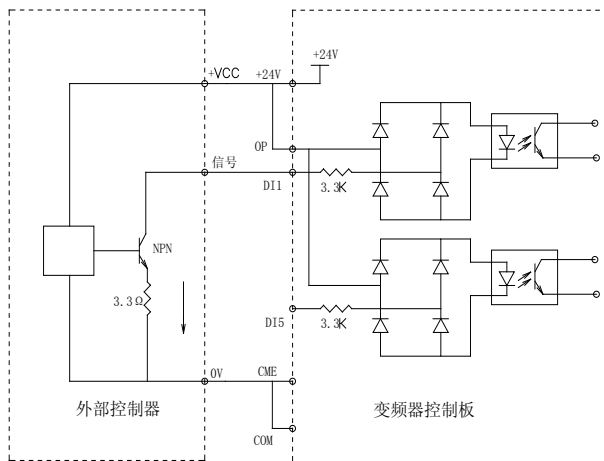 +24V
+VCC
+24V
OP
信号
DI1
3.3K
NPN
3.3Ω
DI5
3.3K
0V
CME
COM
外部控制器
变频器控制板